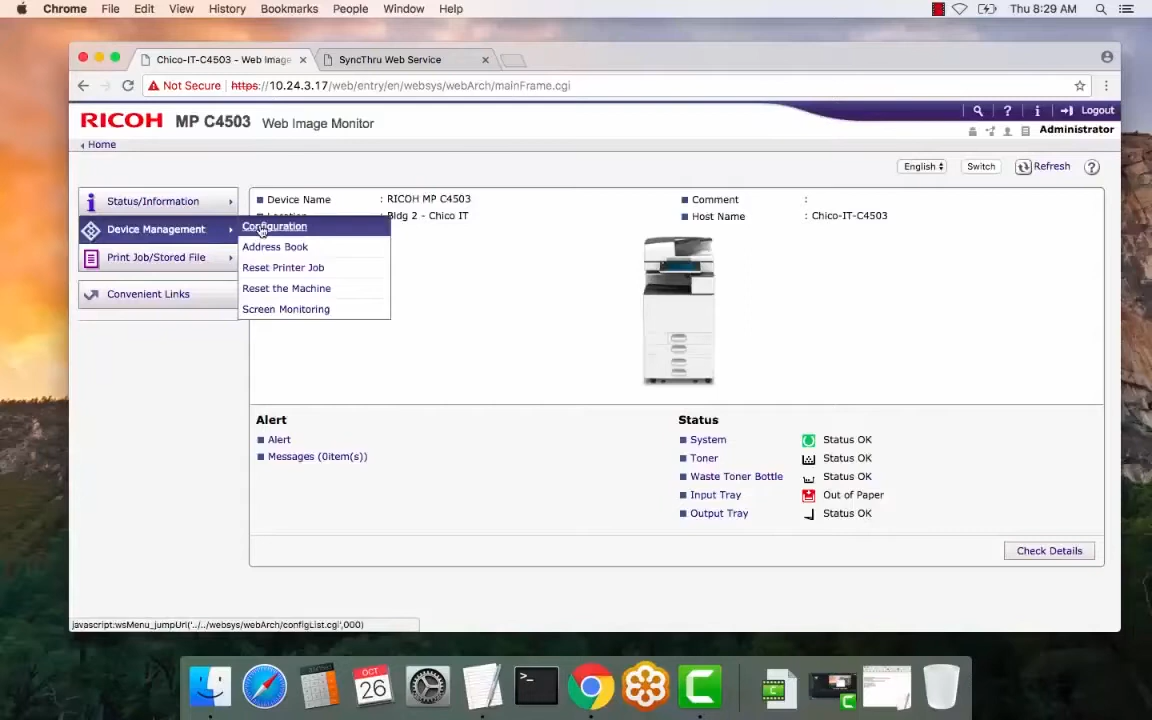 Chrome File Edit View History Bookmarks People Window Help Thu 8:29 AM
Chico-IT-C4503 - Web Image SyncThru Web Service
Not Secure https://10.24.3.17/web/entry/en/websys/webArch/mainFrame.cgi
Logout
RICOH MP C4503 Web Image Monitor
Administrator
Home
English Switch Refresh
Status/Information
Device Management
Print Job/Stored File
Convenient Links
Configuration
Address Book
Reset Printer Job
Reset the Machine
Screen Monitoring
Device Name : RICOH MP C4503
Location : Bldg 2 - Chico IT
Comment :
Host Name : Chico-IT-C4503
Alert
Alert
Messages (0item(s))
Status
System Status OK
Toner Status OK
Waste Toner Bottle Status OK
Input Tray Out of Paper
Output Tray Status OK
Check Details
javascript:wsMenu_jumpUrl('../../websys/webArch/configList.cgi',000)
OCT
26